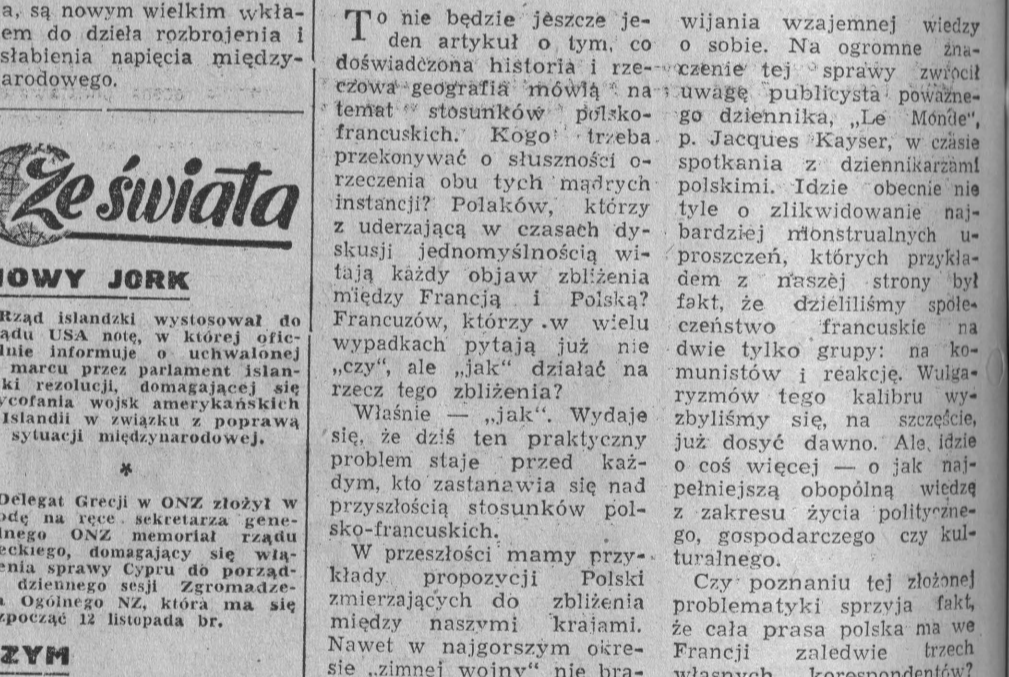 a, są nowym wielkim wkła-
em do dzieła rozbrojenia i
słabienia napięcia między-
arodowego.
Ze świata
NOWY JORK
Rząd islandzki wystosował do
ądu USA notę, w której ofic-
lnie informuje o uchwalonej
marcu przez parlament islan-
ki rezolucji, domagającej się
ycofania wojsk amerykańskich
Islandii w związku z poprawą
sytuacji międzynarodowej.
*
Delegat Grecji w ONZ złożył w
odę na ręce sekretarza gene-
lnego ONZ memoriał rządu
eckiego, domagający się włą-
enia sprawy Cypru do porząd-
dziennego sesji Zgromadze-
a Ogólnego NZ, która ma się
zpocząć 12 listopada br.
ZYM
To nie będzie jeszcze je-
den artykuł o tym, co
doświadczona historia i rze-
czowa geografia mówią na
temat stosunków polsko-
francuskich. Kogo trzeba
przekonywać o słuszności o-
rzeczenia obu tych mądrych
instancji? Polaków, którzy
z uderzającą w czasach dy-
skusji jednomyślnością wi-
tają każdy objaw zbliżenia
między Francją i Polską?
Francuzów, którzy w wielu
wypadkach pytają już nie
„czy", ale „jak" działać na
rzecz tego zbliżenia?
Właśnie — „jak". Wydaje
się, że dziś ten praktyczny
problem staje przed każ-
dym, kto zastanawia się nad
przyszłością stosunków pol-
sko-francuskich.
W przeszłości mamy przy-
kłady propozycji Polski
zmierzających do zbliżenia
między naszymi krajami.
Nawet w najgorszym okre-
sie „zimnej wojny" nie bra-
wijania wzajemnej wiedzy
o sobie. Na ogromne zna-
czenie tej sprawy zwrócił
uwagę publicysta poważne-
go dziennika, „Le Monde",
p. Jacques Kayser, w czasie
spotkania z dziennikarzami
polskimi. Idzie obecnie nie
tyle o zlikwidowanie naj-
bardziej monstrualnych u-
proszczeń, których przykła-
dem z naszej strony był
fakt, że dzieliliśmy społe-
czeństwo francuskie na
dwie tylko grupy: na ko-
munistów i reakcję. Wulga-
ryzmów tego kalibru wy-
zbyliśmy się, na szczęście,
już dosyć dawno. Ale idzie
o coś więcej — o jak naj-
pełniejszą obopólną wiedzę
z zakresu życia polityczne-
go, gospodarczego czy kul-
turalnego.
Czy poznaniu tej złożonej
problematyki sprzyja fakt,
że cała prasa polska ma we
Francji zaledwie trzech
własnych korespondentów?